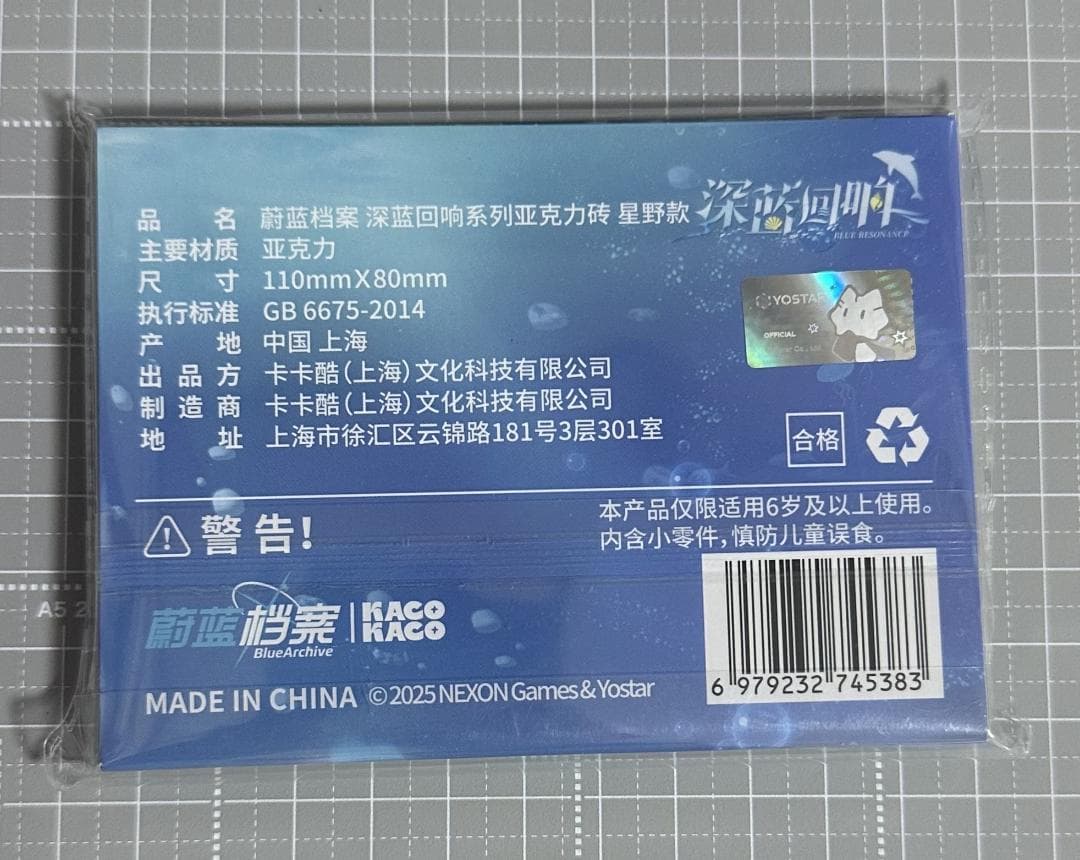 深蓝回响
BLUE RESONANCE
品 名 蔚蓝档案 深蓝回响系列亚克力砖 星野款
主要材质 亚克力
尺 寸 110mmX80mm
执行标准 GB 6675-2014
产 地 中国 上海
出 品 方 卡卡酷(上海)文化科技有限公司
制 造 商 卡卡酷(上海)文化科技有限公司
地 址 上海市徐汇区云锦路181号3层301室
YOSTAR
OFFICIAL
合格
警告!
本产品仅限适用6岁及以上使用。
内含小零件,慎防儿童误食。
蔚蓝档案
BlueArchive
KACO
KACO
MADE IN CHINA ©2025 NEXON Games & Yostar
6 979232 745383
A5